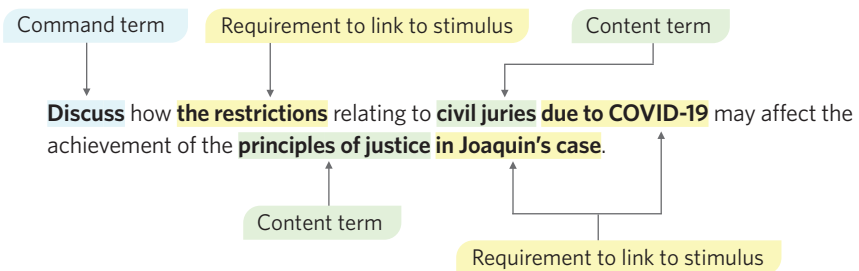 Command term
Requirement to link to stimulus
Content term
Discuss how the restrictions relating to civil juries due to COVID-19 may affect the
achievement of the principles of justice in Joaquin’s case.
Content term
Requirement to link to stimulus